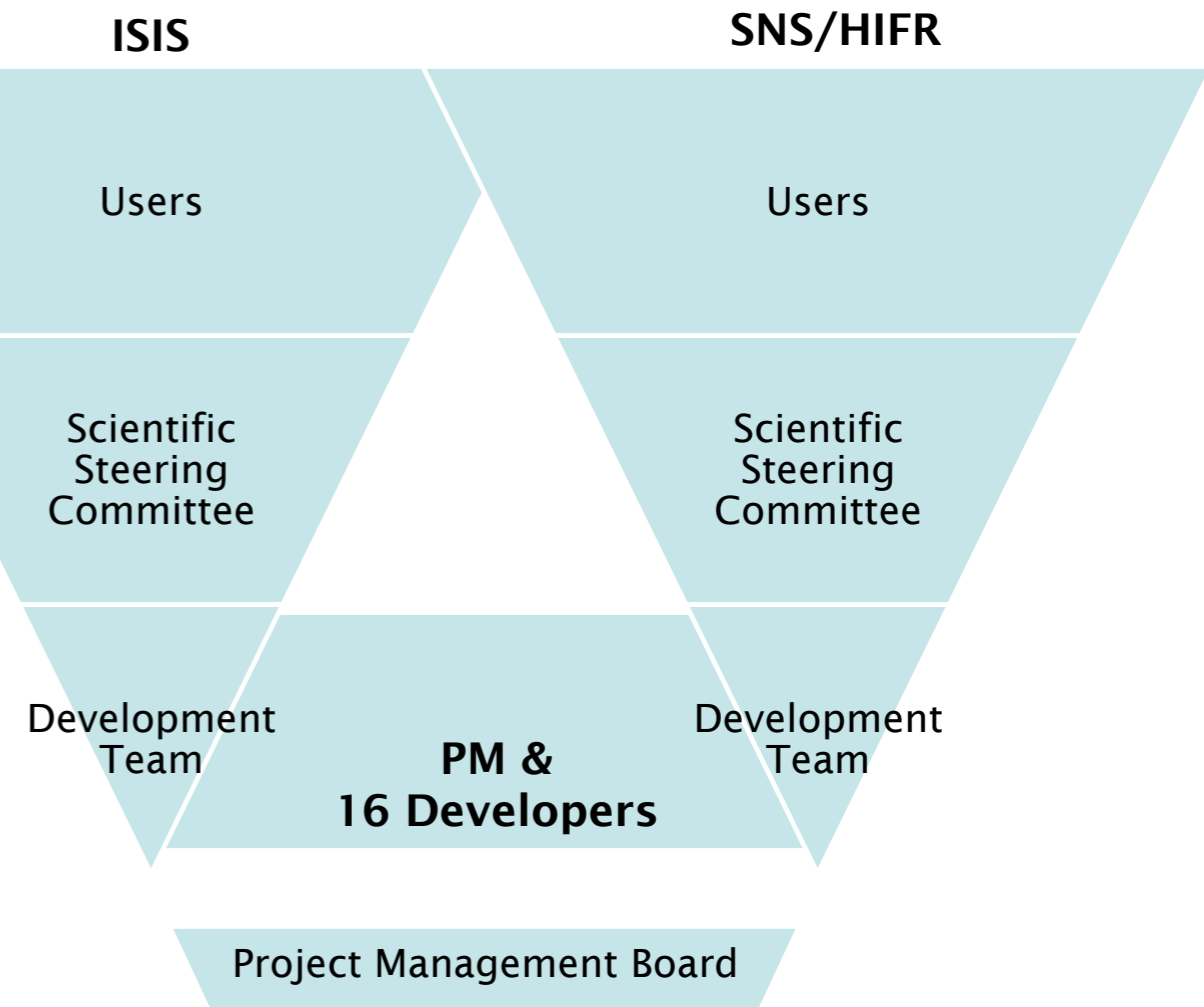 ISIS
SNS/HIFR
Users
Users
Scientific
Steering
Committee
Scientific
Steering
Committee
Development
Team
PM &
16 Developers
Development
Team
Project Management Board